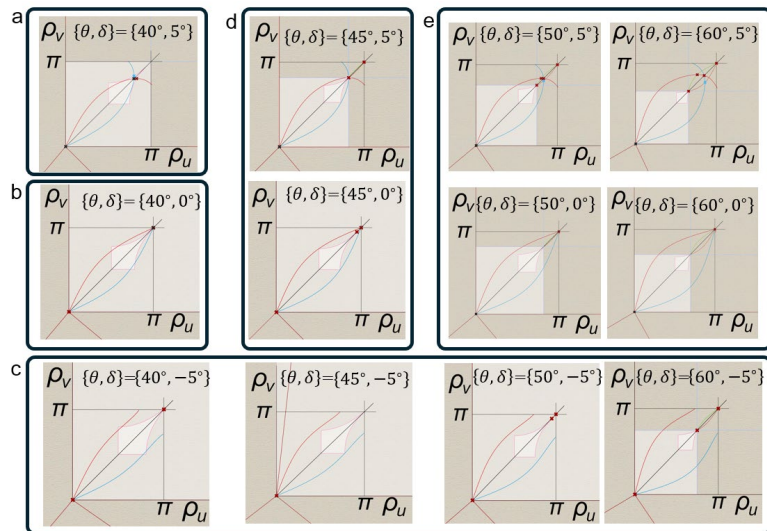 a
ρᵥ {θ, δ}={40°, 5°}
π
π ρᵤ
d
ρᵥ {θ, δ}={45°, 5°}
π
π ρᵤ
e
ρᵥ {θ, δ}={50°, 5°}
π
π ρᵤ
ρᵥ {θ, δ}={60°, 5°}
π
π ρᵤ
b
ρᵥ {θ, δ}={40°, 0°}
π
π ρᵤ
ρᵥ {θ, δ}={45°, 0°}
π
π ρᵤ
ρᵥ {θ, δ}={50°, 0°}
π
π ρᵤ
ρᵥ {θ, δ}={60°, 0°}
π
π ρᵤ
c
ρᵥ {θ, δ}={40°, −5°}
π
π ρᵤ
ρᵥ {θ, δ}={45°, −5°}
π
π ρᵤ
ρᵥ {θ, δ}={50°, −5°}
π
π ρᵤ
ρᵥ {θ, δ}={60°, −5°}
π
π ρᵤ